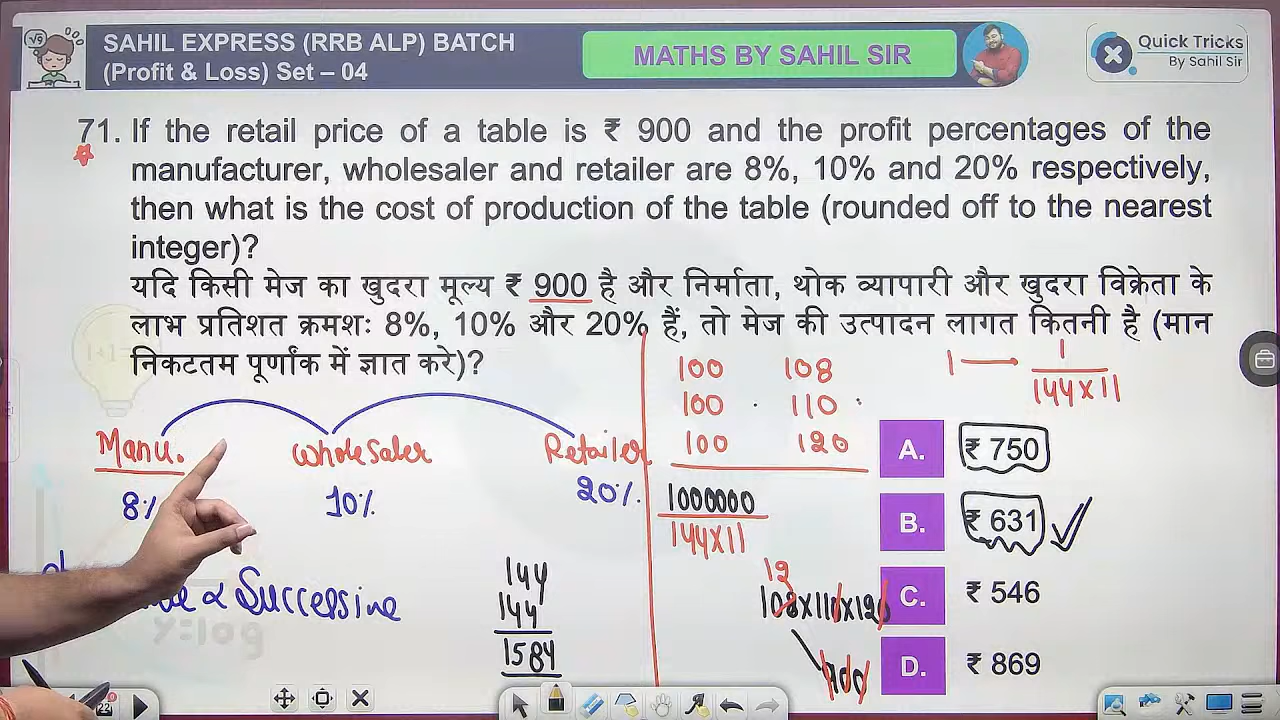 SAHIL EXPRESS (RRB ALP) BATCH
(Profit & Loss) Set – 04
MATHS BY SAHIL SIR
Quick Tricks
By Sahil Sir
71. If the retail price of a table is ₹ 900 and the profit percentages of the
manufacturer, wholesaler and retailer are 8%, 10% and 20% respectively,
then what is the cost of production of the table (rounded off to the nearest
integer)?
यदि किसी मेज का खुदरा मूल्य ₹ 900 है और निर्माता, थोक व्यापारी और खुदरा विक्रेता के
लाभ प्रतिशत क्रमशः 8%, 10% और 20% हैं, तो मेज की उत्पादन लागत कितनी है (मान
निकटतम पूर्णांक में ज्ञात करे)?
Manu. wholesaler Retailer
8% 10% 20%
Successive
144
144
1584
100 108
100 110
100 120
1000000
144×11
1 → 1
144×11
12
108×110×120
900
A. ₹ 750
B. ₹ 631
C. ₹ 546
D. ₹ 869